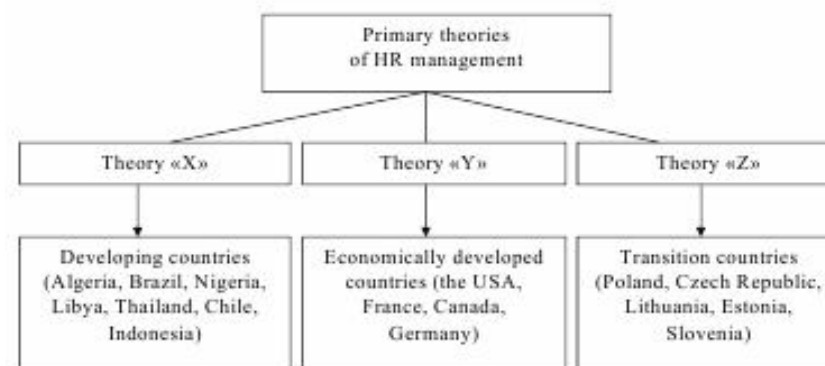 Primary theories
of HR management
Theory «X»
Theory «Y»
Theory «Z»
Developing countries
(Algeria, Brazil, Nigeria,
Libya, Thailand, Chile,
Indonesia)
Economically developed
countries (the USA,
France, Canada,
Germany)
Transition countries
(Poland, Czech Republic,
Lithuania, Estonia,
Slovenia)